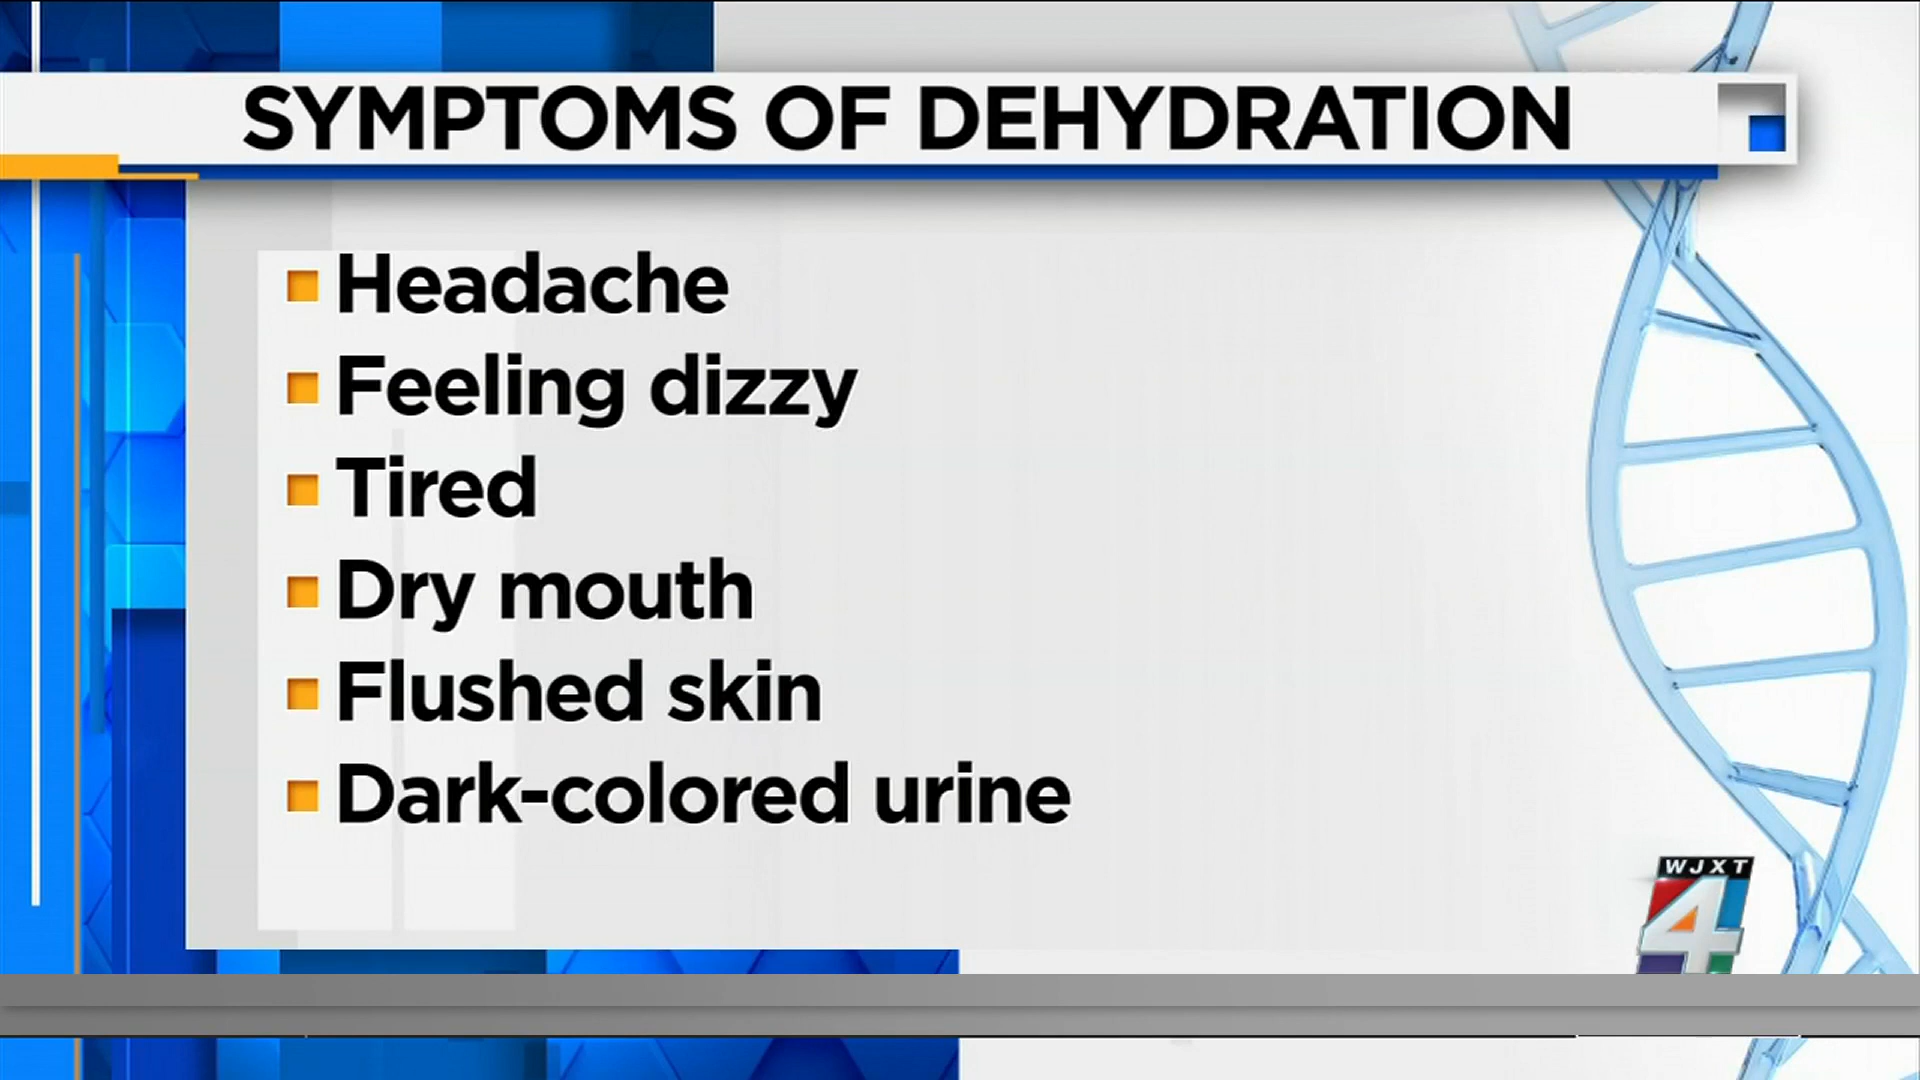 SYMPTOMS OF DEHYDRATION
Headache
Feeling dizzy
Tired
Dry mouth
Flushed skin
Dark-colored urine
WJXT
4